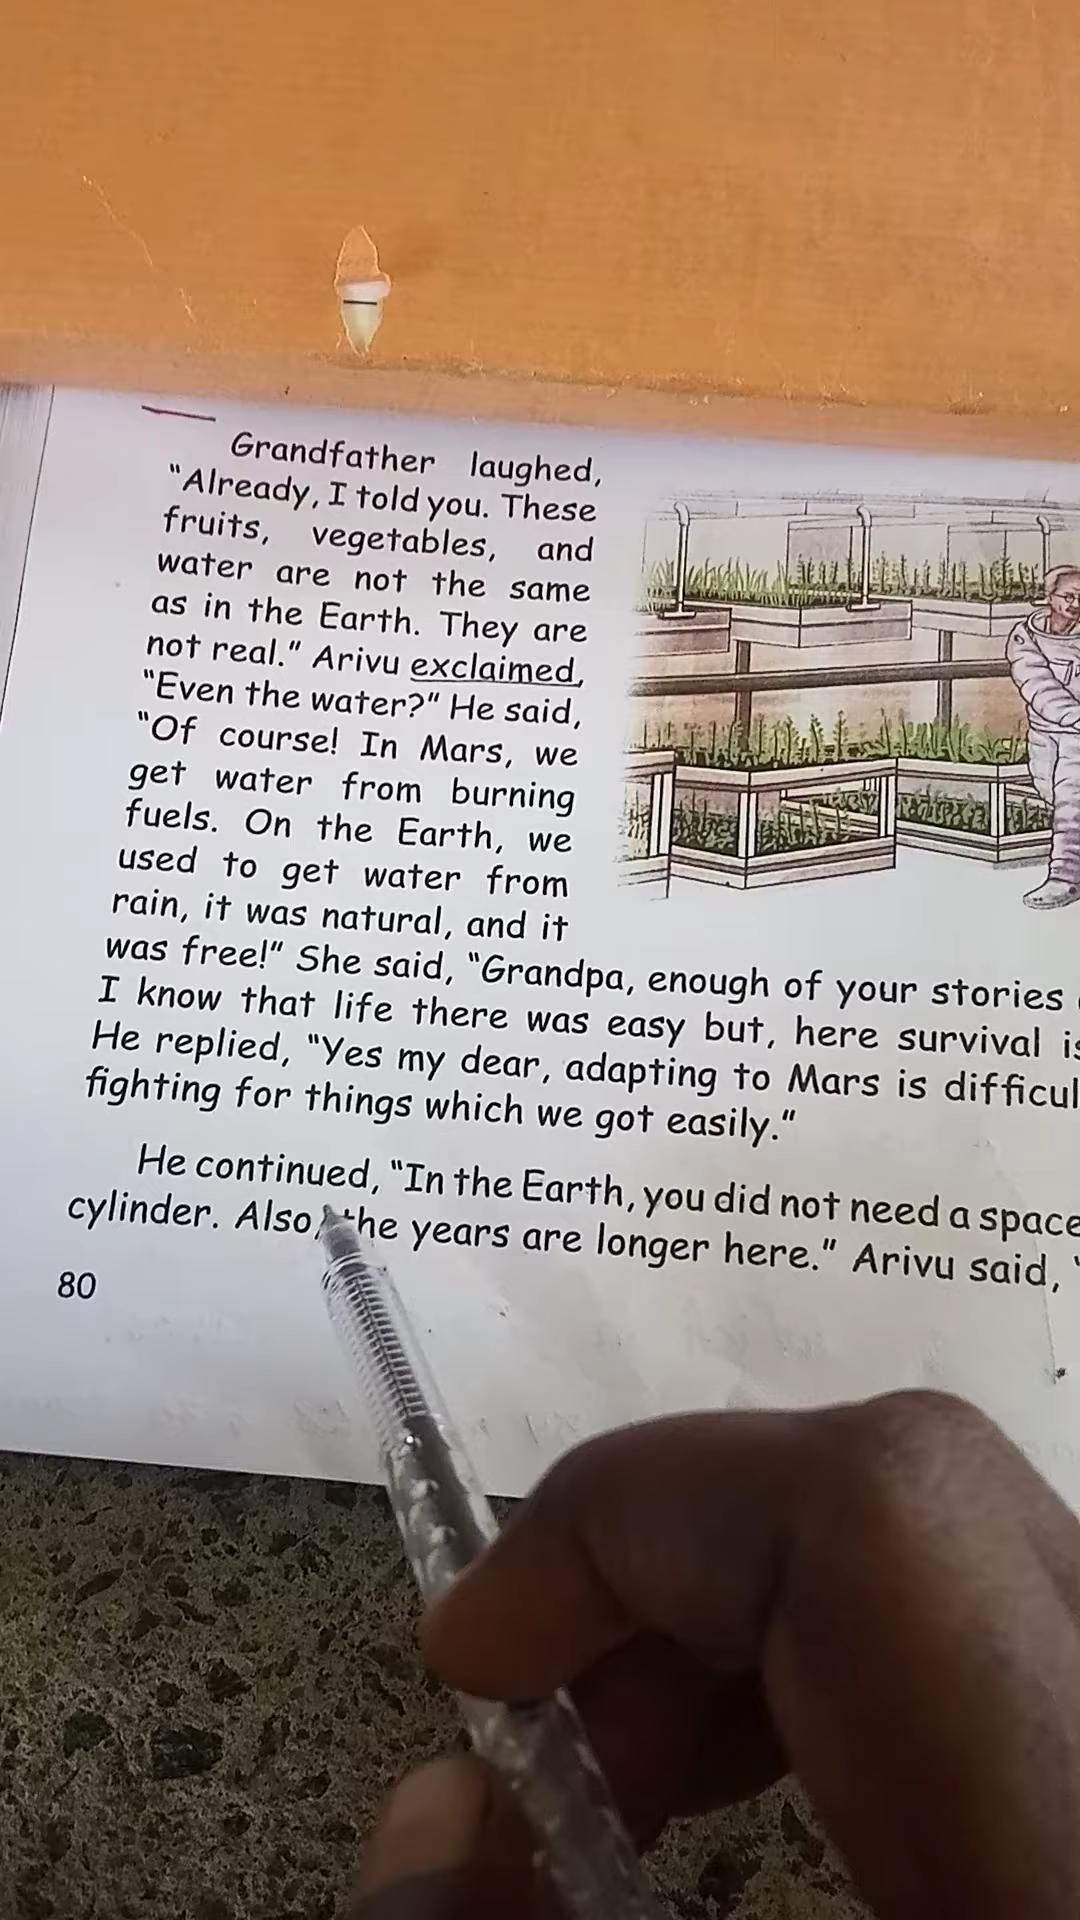 Grandfather laughed,
"Already, I told you. These
fruits, vegetables, and
water are not the same
as in the Earth. They are
not real." Arivu exclaimed,
"Even the water?" He said,
"Of course! In Mars, we
get water from burning
fuels. On the Earth, we
used to get water from
rain, it was natural, and it
was free!" She said, "Grandpa, enough of your stories
I know that life there was easy but, here survival is
He replied, "Yes my dear, adapting to Mars is difficul
fighting for things which we got easily."
He continued, "In the Earth, you did not need a space
cylinder. Also, the years are longer here." Arivu said, "
80